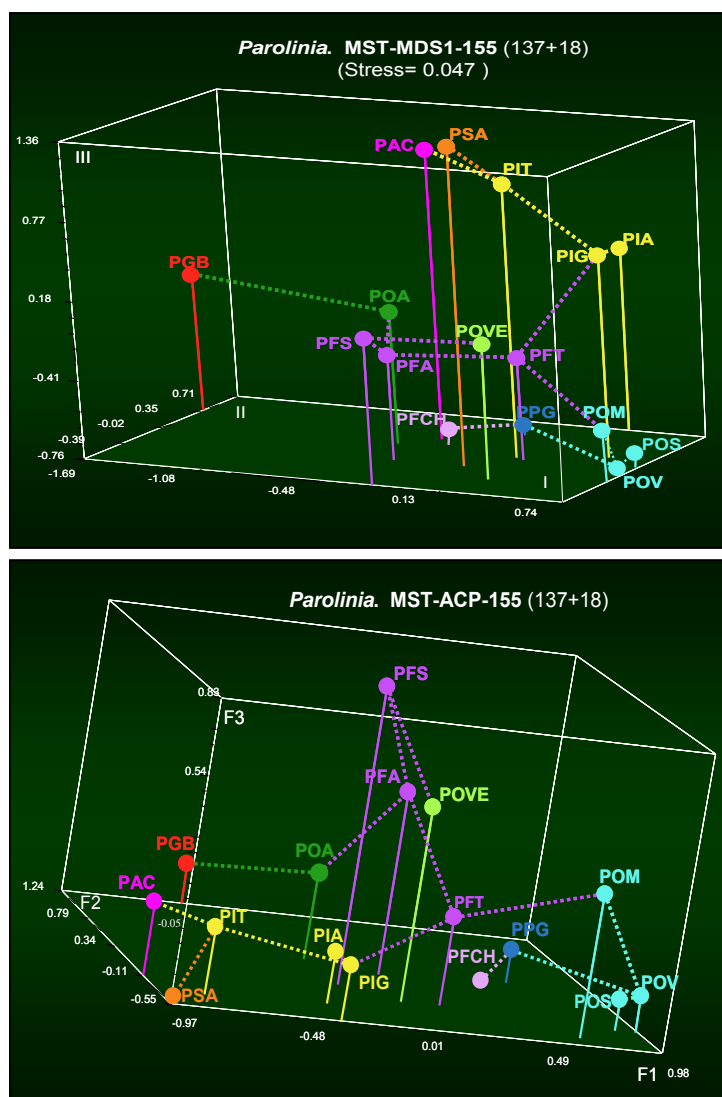 Parolinia. MST-MDS1-155 (137+18)
(Stress= 0.047 )
1.36
III
PAC
PSA
PIT
0.77
PIG
PIA
PGB
0.18
POA
PFS
POVE
PFA
PFT
-0.41
0.71
0.35
-0.02
-0.39
-0.76
II
PFCH
PPG
POM
POS
POV
-1.69
-1.08
-0.48
0.13
0.74
I
Parolinia. MST-ACP-155 (137+18)
PFS
0.83
F3
0.54
PFA
POVE
PGB
POA
1.24
PAC
F2
0.79
-0.05
PIT
PFT
POM
0.34
PIA
PPG
PFCH
-0.11
PIG
POV
-0.55
PSA
POS
-0.97
-0.48
0.01
0.49
F1
0.98